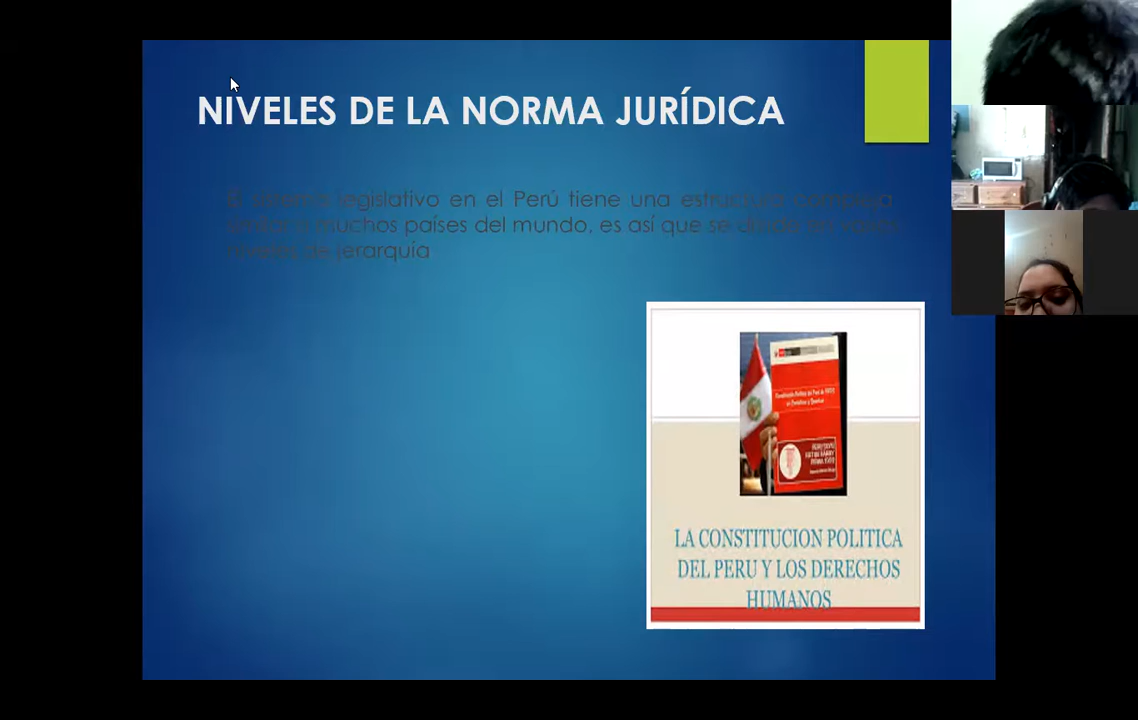 NIVELES DE LA NORMA JURÍDICA
El sistema legislativo en el Perú tiene una estructura compleja
similar a muchos países del mundo, es así que se divide en varios
niveles de jerarquía
LA CONSTITUCION POLITICA
DEL PERU Y LOS DERECHOS
HUMANOS